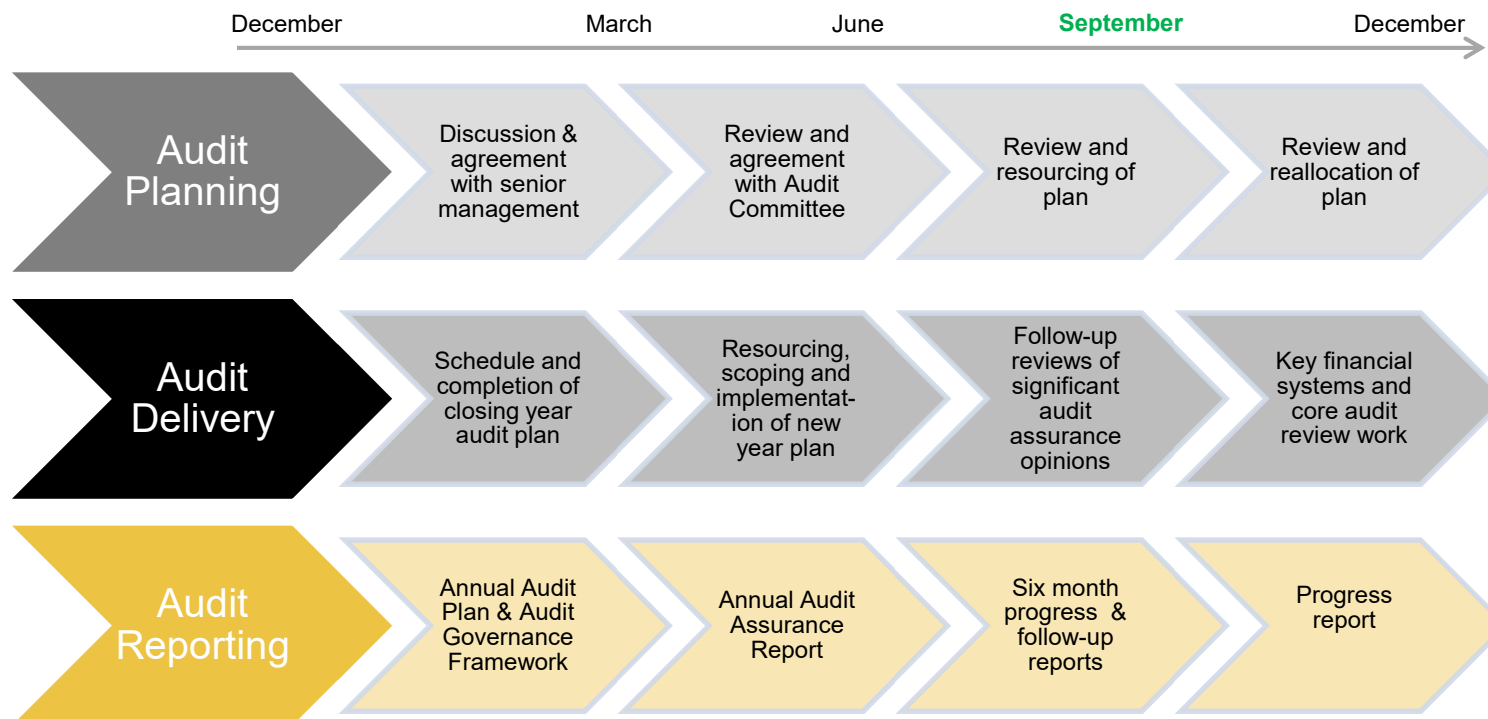 December March June September December
Audit
Planning
Discussion &
agreement
with senior
management
Review and
agreement
with Audit
Committee
Review and
resourcing of
plan
Review and
reallocation of
plan
Audit
Delivery
Schedule and
completion of
closing year
audit plan
Resourcing,
scoping and
implementat-
ion of new
year plan
Follow-up
reviews of
significant
audit
assurance
opinions
Key financial
systems and
core audit
review work
Audit
Reporting
Annual Audit
Plan & Audit
Governance
Framework
Annual Audit
Assurance
Report
Six month
progress &
follow-up
reports
Progress
report